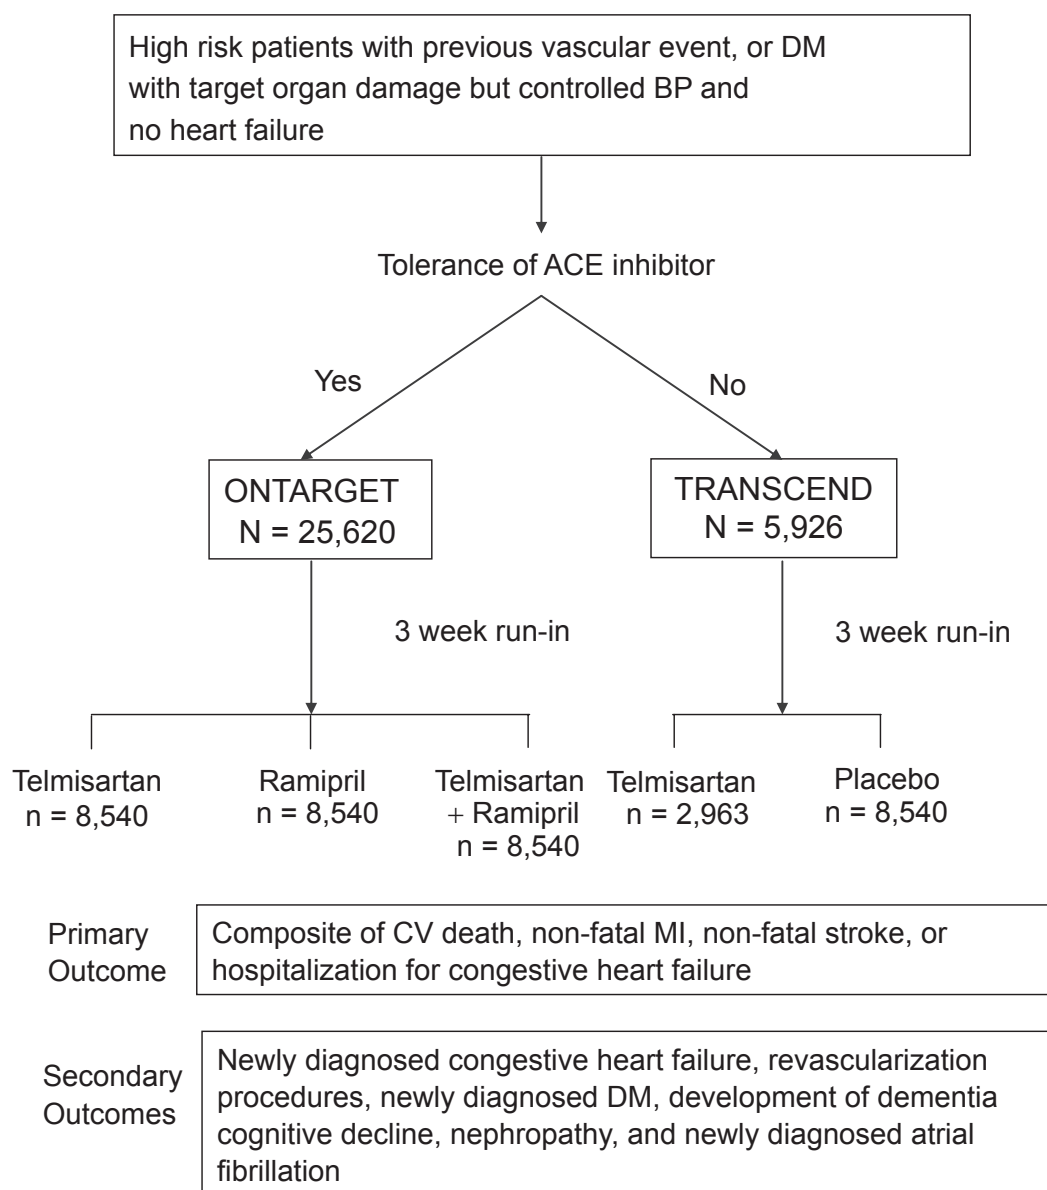 High risk patients with previous vascular event, or DM
with target organ damage but controlled BP and
no heart failure
Tolerance of ACE inhibitor
Yes
No
ONTARGET
N = 25,620
TRANSCEND
N = 5,926
3 week run-in
3 week run-in
Telmisartan
n = 8,540
Ramipril
n = 8,540
Telmisartan
+ Ramipril
n = 8,540
Telmisartan
n = 2,963
Placebo
n = 8,540
Primary
Outcome
Composite of CV death, non-fatal MI, non-fatal stroke, or
hospitalization for congestive heart failure
Secondary
Outcomes
Newly diagnosed congestive heart failure, revascularization
procedures, newly diagnosed DM, development of dementia
cognitive decline, nephropathy, and newly diagnosed atrial
fibrillation